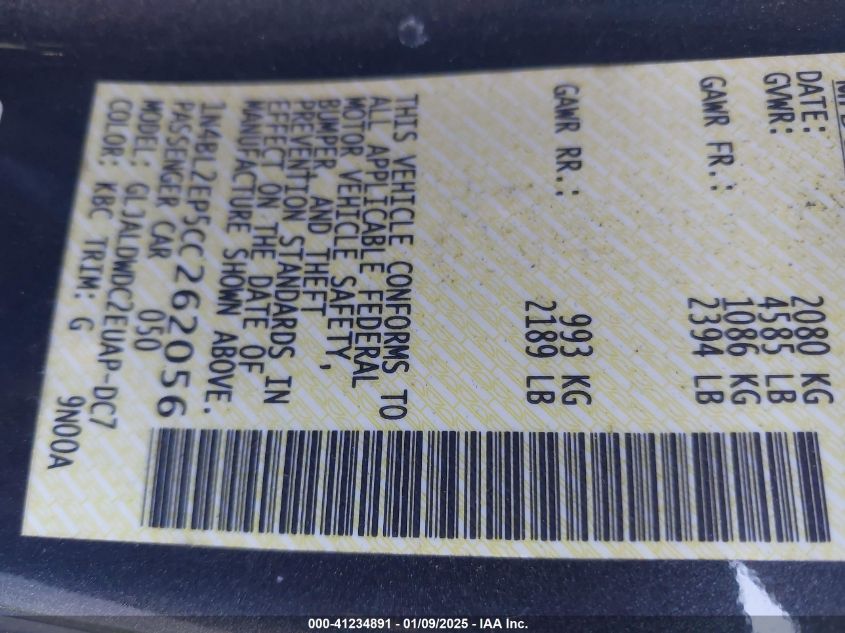 DATE:
GVWR: 2080 KG
4585 LB
GAWR FR.: 1086 KG
2394 LB
GAWR RR.: 993 KG
2189 LB
THIS VEHICLE CONFORMS TO
ALL APPLICABLE FEDERAL
MOTOR VEHICLE SAFETY,
BUMPER, AND THEFT
PREVENTION STANDARDS IN
EFFECT ON THE DATE OF
MANUFACTURE SHOWN ABOVE.
1N4BL2EP5CC262056
PASSENGER CAR 050
MODEL: GLJALDWDC2EUAP-DC7
COLOR: KBC TRIM: G 9N00A
000-41234891 - 01/09/2025 - IAA Inc.